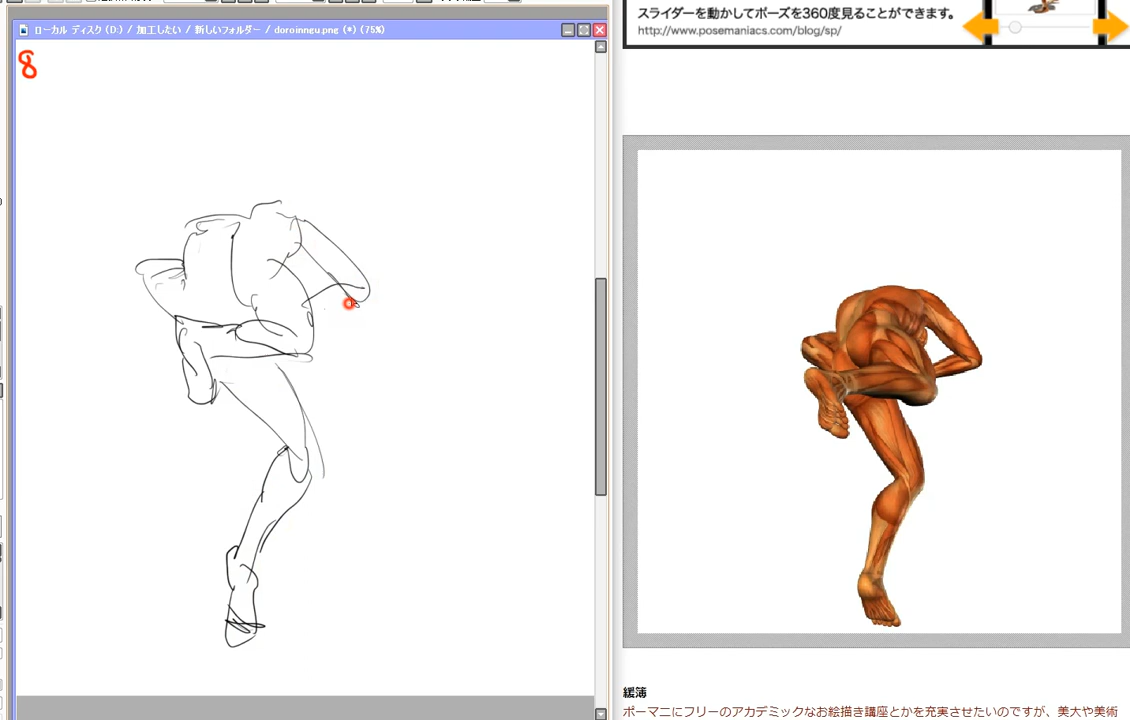 ローカル ディスク (D:) / 加工したい / 新しいフォルダー / doroinngu.png (*) (75%)
8
スライダーを動かしてポーズを360度見ることができます。
http://www.posemaniacs.com/blog/sp/
緩簿
ポーマニにフリーのアカデミックなお絵描き講座とかを充実させたいのですが、美大や美術